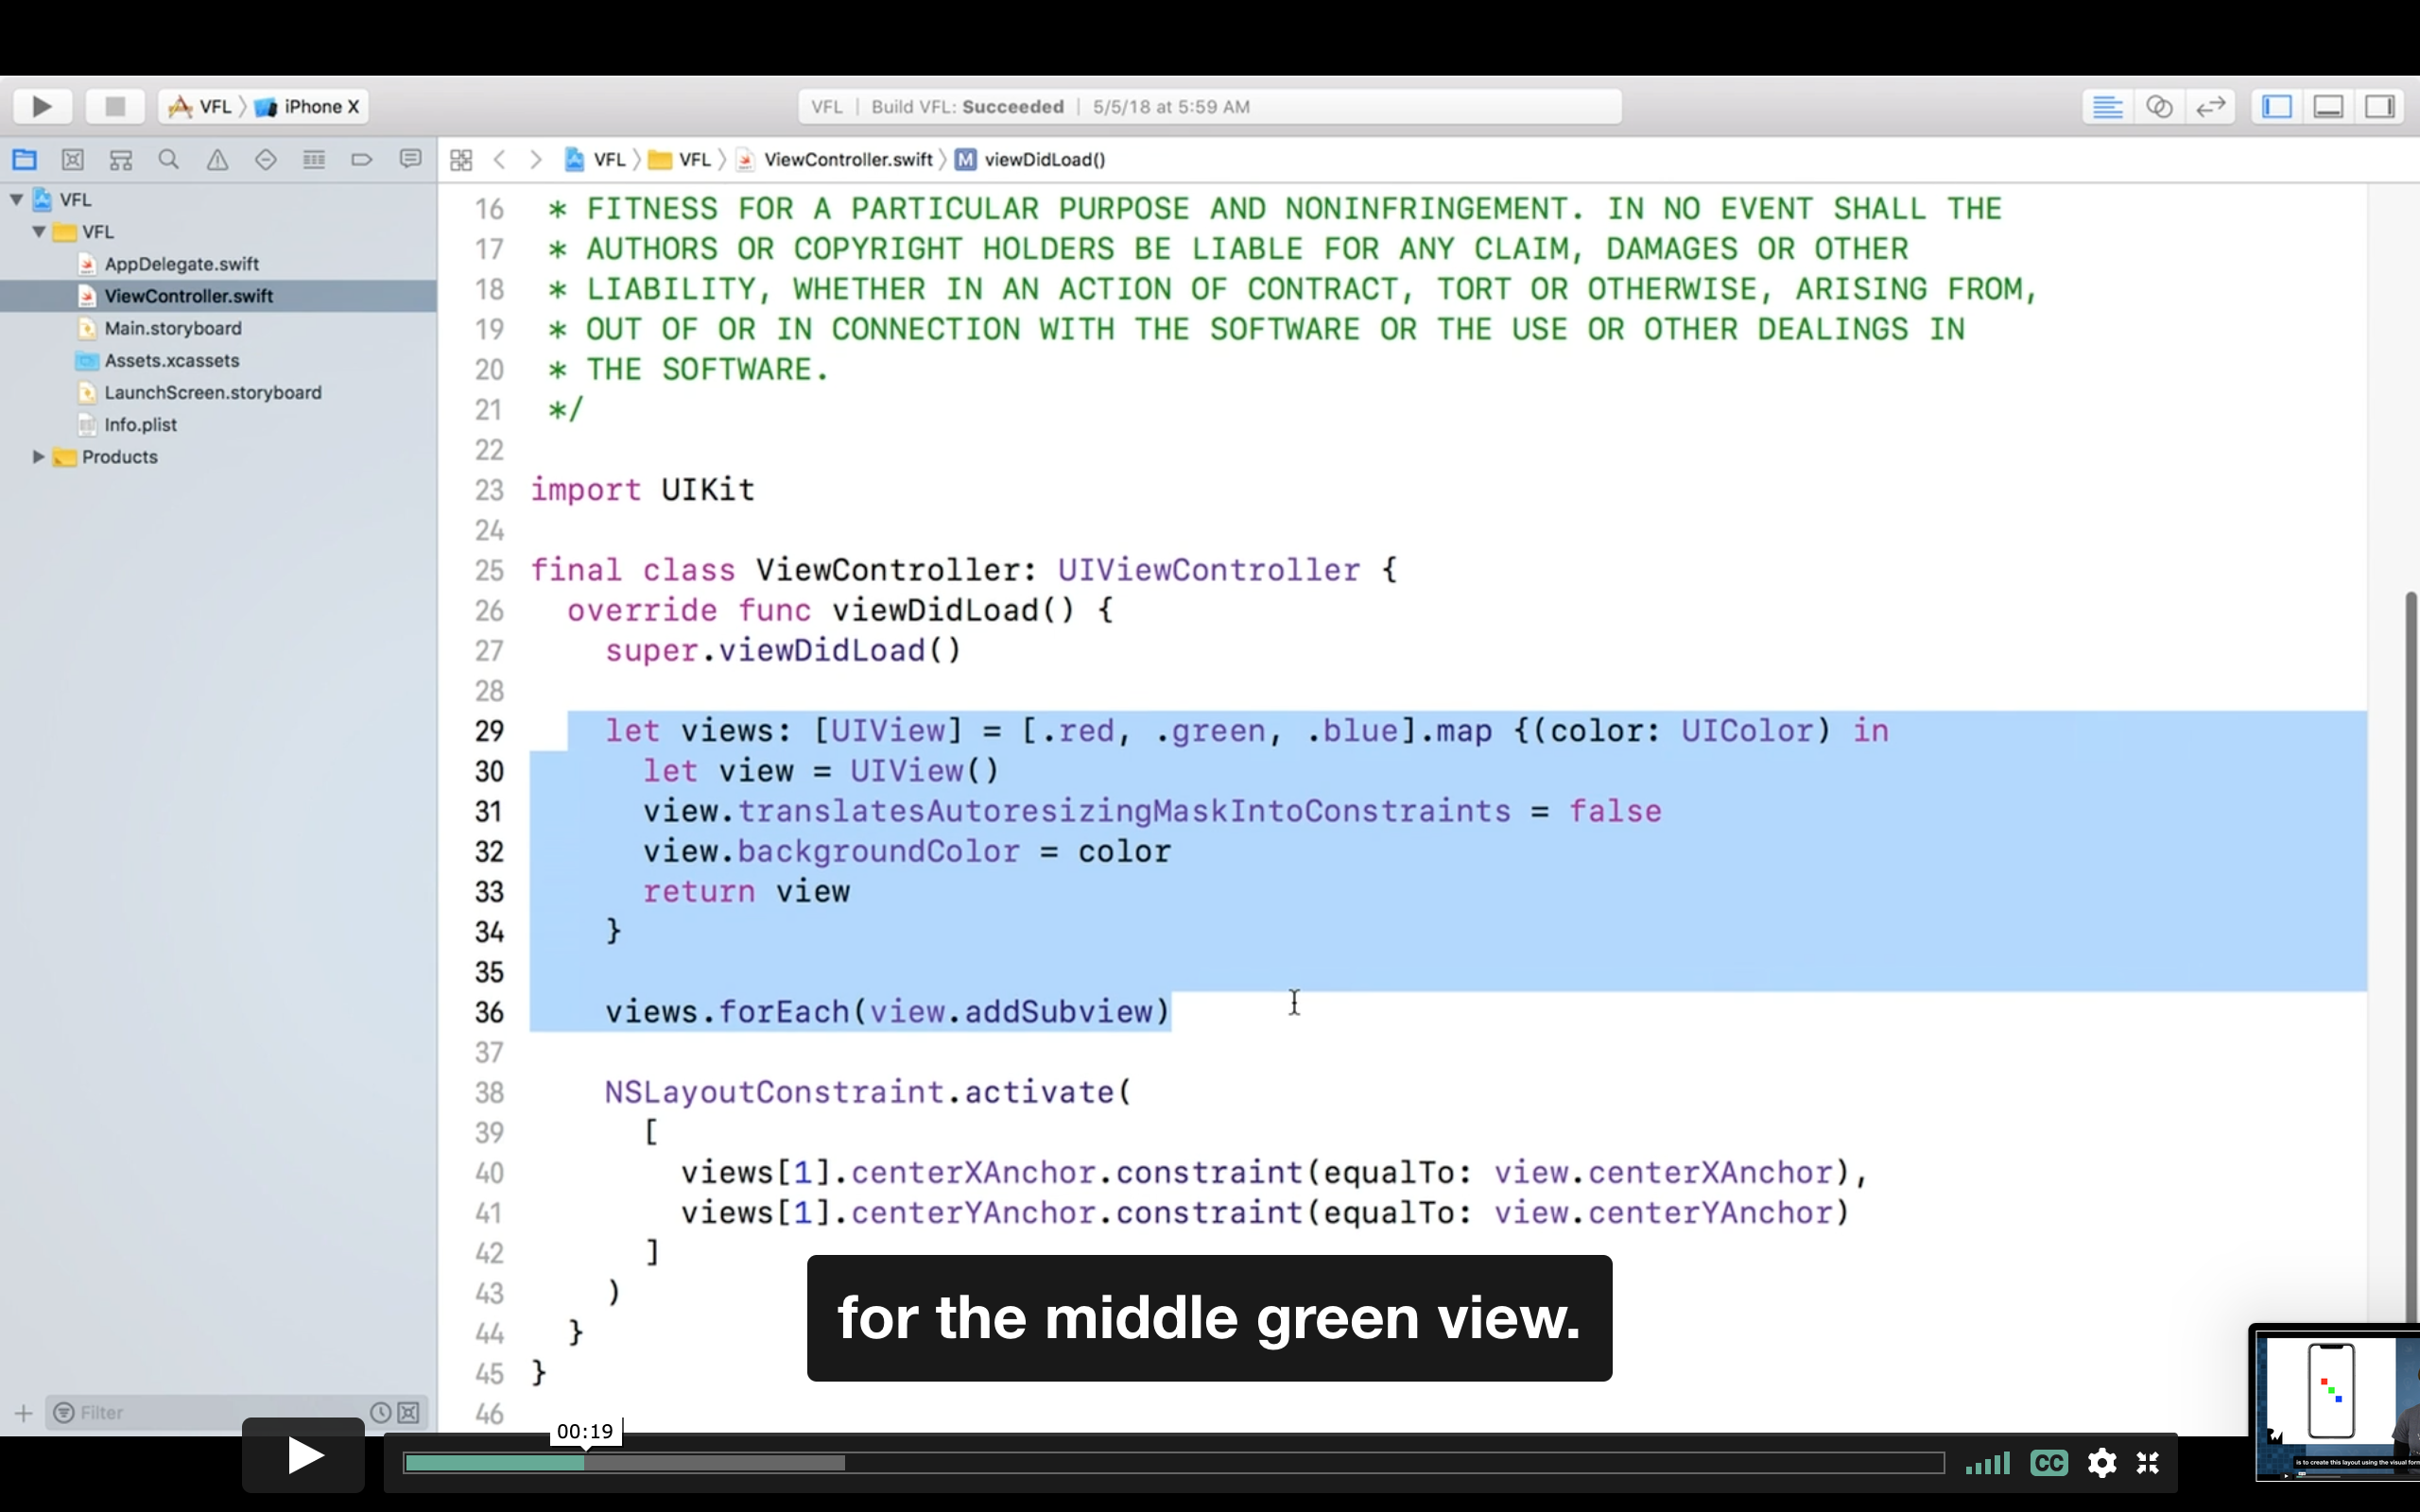 VFL 〉 iPhone X
VFL | Build VFL: Succeeded | 5/5/18 at 5:59 AM
VFL 〉 VFL 〉 ViewController.swift 〉 M viewDidLoad()
VFL
VFL
AppDelegate.swift
ViewController.swift
Main.storyboard
Assets.xcassets
LaunchScreen.storyboard
Info.plist
Products
16 * FITNESS FOR A PARTICULAR PURPOSE AND NONINFRINGEMENT. IN NO EVENT SHALL THE
17 * AUTHORS OR COPYRIGHT HOLDERS BE LIABLE FOR ANY CLAIM, DAMAGES OR OTHER
18 * LIABILITY, WHETHER IN AN ACTION OF CONTRACT, TORT OR OTHERWISE, ARISING FROM,
19 * OUT OF OR IN CONNECTION WITH THE SOFTWARE OR THE USE OR OTHER DEALINGS IN
20 * THE SOFTWARE.
21 */
22
23 import UIKit
24
25 final class ViewController: UIViewController {
26 override func viewDidLoad() {
27 super.viewDidLoad()
28
29 let views: [UIView] = [.red, .green, .blue].map {(color: UIColor) in
30 let view = UIView()
31 view.translatesAutoresizingMaskIntoConstraints = false
32 view.backgroundColor = color
33 return view
34 }
35
36 views.forEach(view.addSubview)
37
38 NSLayoutConstraint.activate(
39 [
40 views[1].centerXAnchor.constraint(equalTo: view.centerXAnchor),
41 views[1].centerYAnchor.constraint(equalTo: view.centerYAnchor)
42 ]
43 )
44 }
45 }
46
for the middle green view.
Filter
00:19
CC
is to create this layout using the visual form